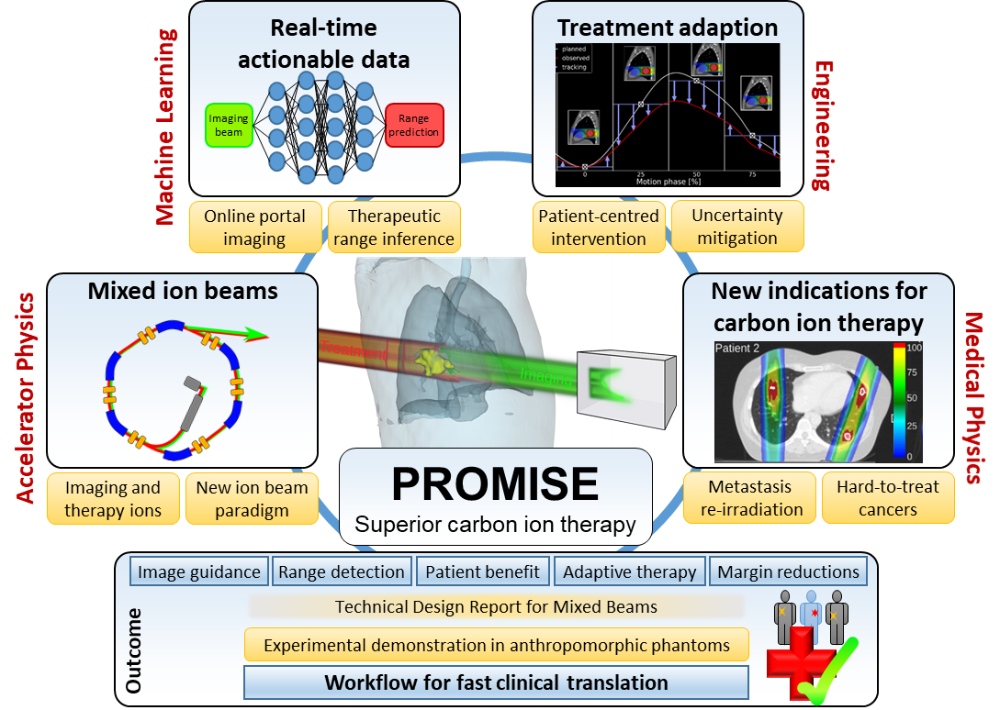 Machine Learning
Real-time
actionable data
Imaging
beam
Range
prediction
Online portal
imaging
Therapeutic
range inference
Treatment adaption
planned
observed
tracking
0
25
50
75
Motion phase [%]
Engineering
Patient-centred
intervention
Uncertainty
mitigation
Accelerator Physics
Mixed ion beams
Imaging and
therapy ions
New ion beam
paradigm
Treatment
Imaging
New indications for
carbon ion therapy
Patient 2
100
75
50
25
0
Medical Physics
Metastasis
re-irradiation
Hard-to-treat
cancers
PROMISE
Superior carbon ion therapy
Outcome
Image guidance
Range detection
Patient benefit
Adaptive therapy
Margin reductions
Technical Design Report for Mixed Beams
Experimental demonstration in anthropomorphic phantoms
Workflow for fast clinical translation